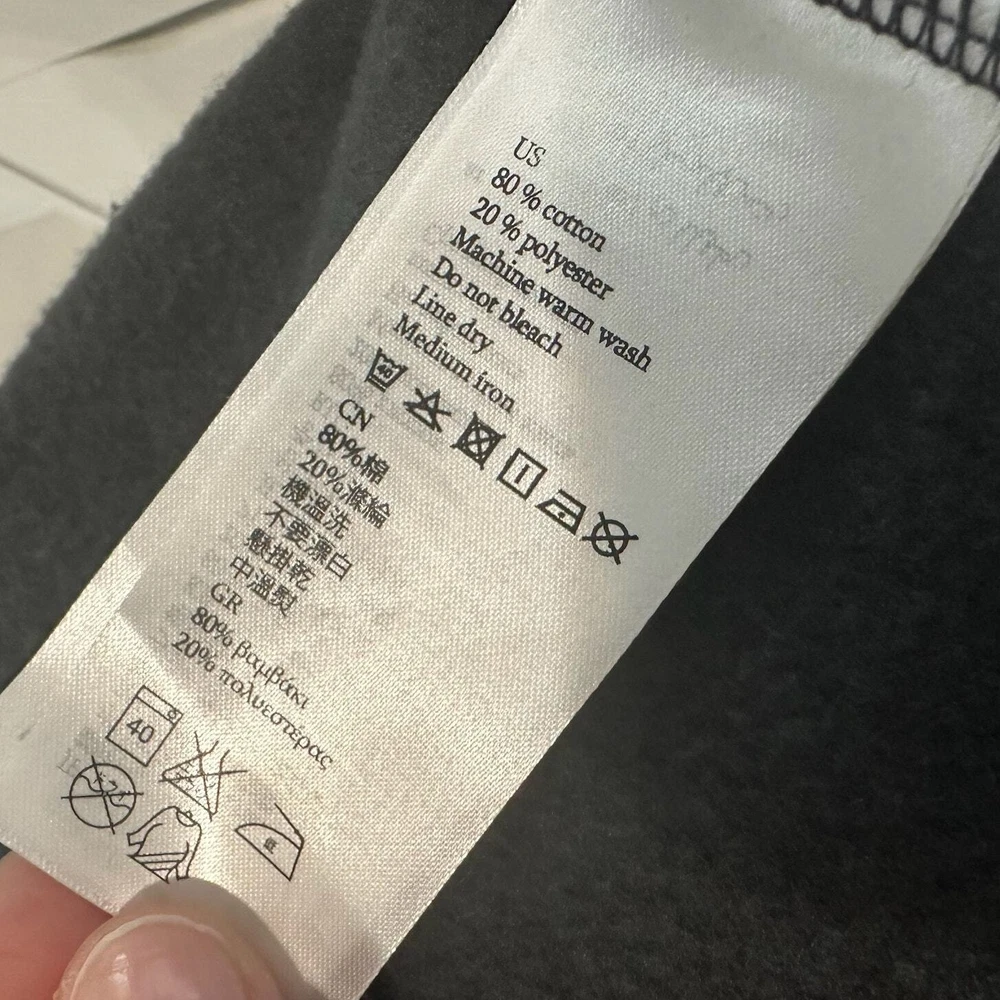 US
80 % cotton
20 % polyester
Machine warm wash
Do not bleach
Line dry
Medium iron
40
CN
80%棉
20%滌綸
機溫洗
不要漂白
懸掛乾
中溫熨
GR
80% βαμβάκι
20% πολυεστέρας
40